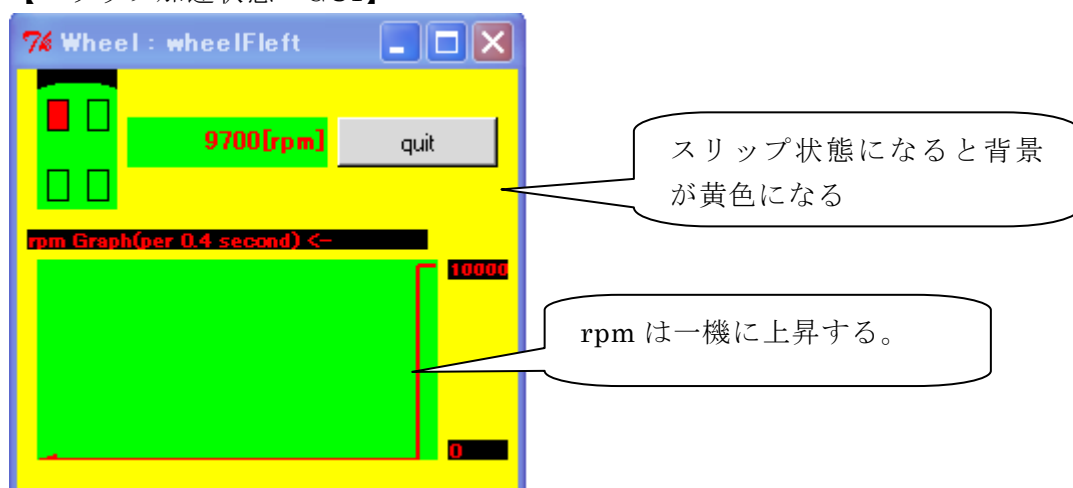 Wheel : wheelFleft
9700[rpm]
quit
スリップ状態になると背景
が黄色になる
rpm Graph(per 0.4 second) <-
10000
rpm は一機に上昇する。
0